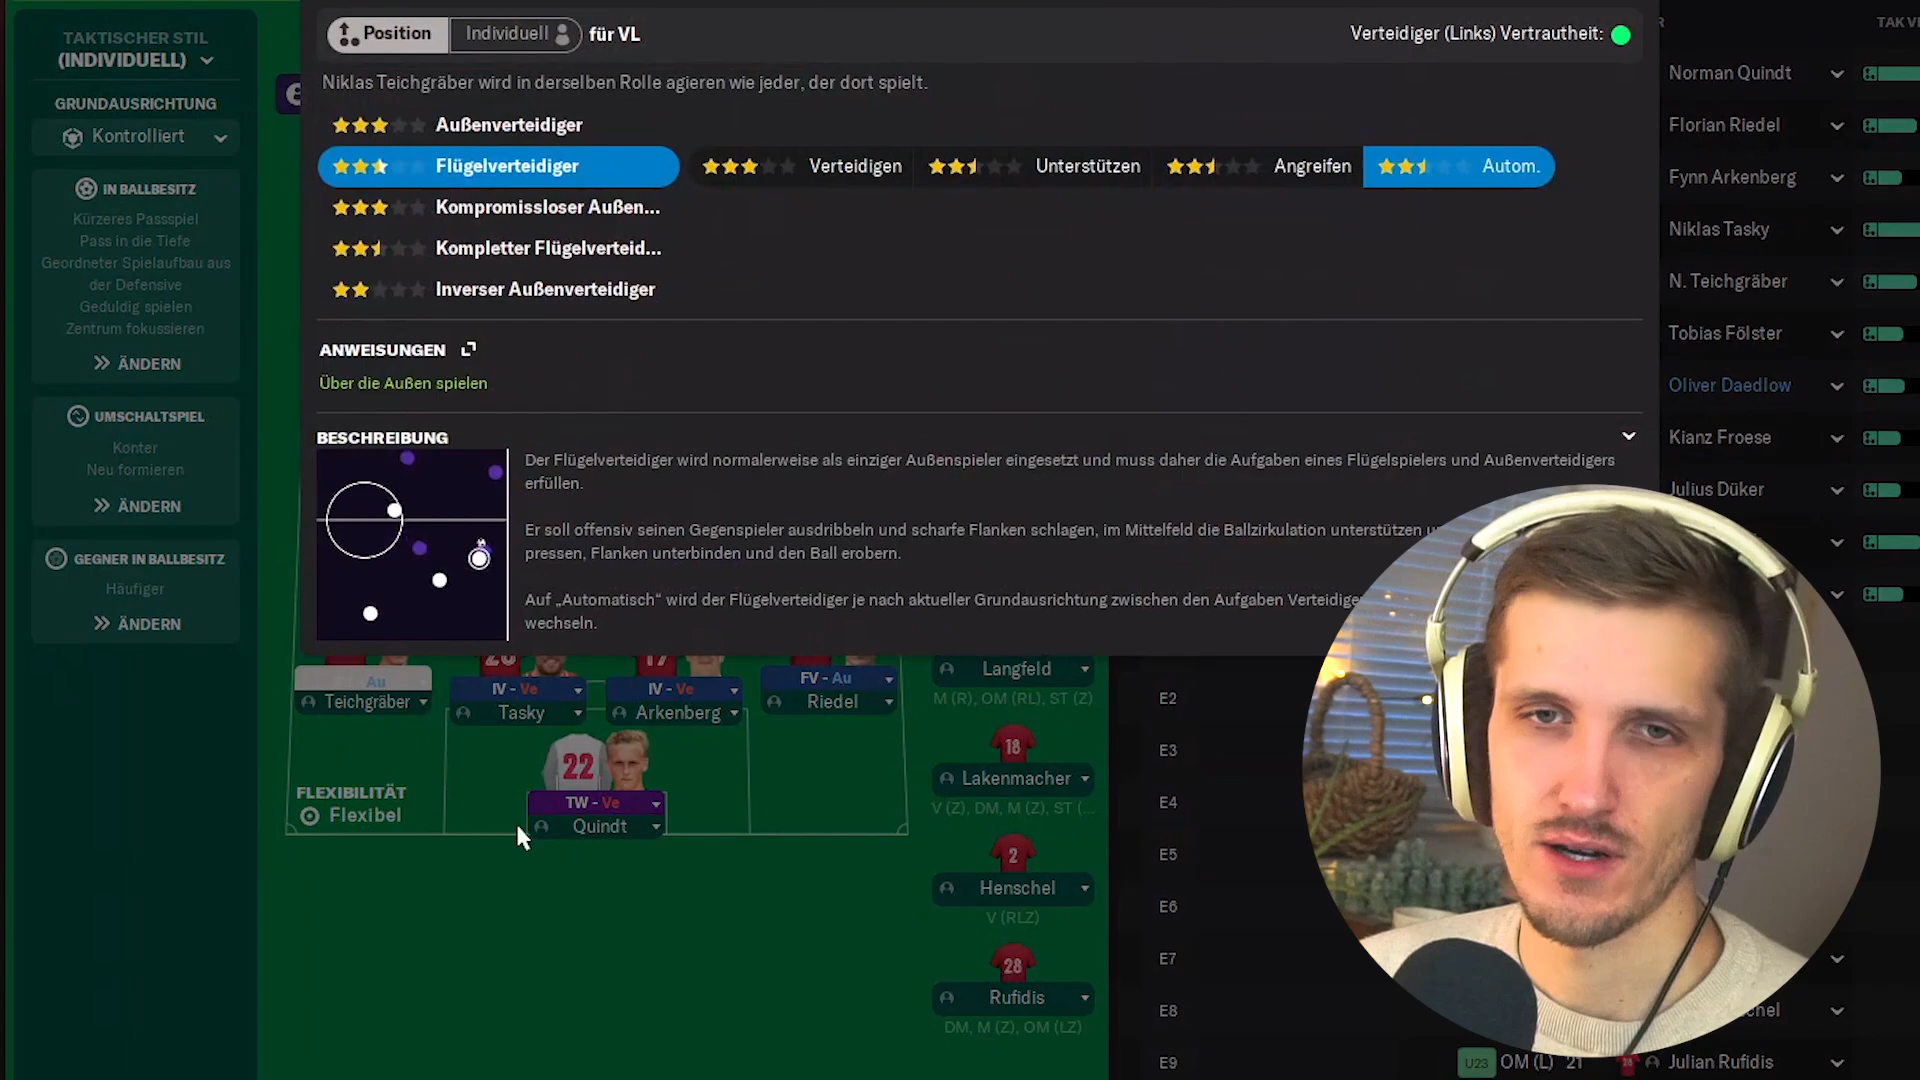 TAKTISCHER STIL
(INDIVIDUELL)
GRUNDAUSRICHTUNG
Kontrolliert
IN BALLBESITZ
Kürzeres Passspiel
Pass in die Tiefe
Geordneter Spielaufbau aus
der Defensive
Geduldig spielen
Zentrum fokussieren
ÄNDERN
UMSCHALTSPIEL
Konter
Neu formieren
ÄNDERN
GEGNER IN BALLBESITZ
Häufiger
ÄNDERN
Position
Individuell
für VL
Verteidiger (Links) Vertrautheit:
Niklas Teichgräber wird in derselben Rolle agieren wie jeder, der dort spielt.
Außenverteidiger
Flügelverteidiger
Verteidigen
Unterstützen
Angreifen
Autom.
Kompromissloser Außen...
Kompletter Flügelverteid...
Inverser Außenverteidiger
ANWEISUNGEN
Über die Außen spielen
BESCHREIBUNG
Der Flügelverteidiger wird normalerweise als einziger Außenspieler eingesetzt und muss daher die Aufgaben eines Flügelspielers und Außenverteidigers
erfüllen.
Er soll offensiv seinen Gegenspieler ausdribbeln und scharfe Flanken schlagen, im Mittelfeld die Ballzirkulation unterstützen
pressen, Flanken unterbinden und den Ball erobern.
Auf „Automatisch“ wird der Flügelverteidiger je nach aktueller Grundausrichtung zwischen den Aufgaben
wechseln.
Au
Teichgräber
IV - Ve
Tasky
IV - Ve
Arkenberg
FV - Au
Riedel
22
TW - Ve
Quindt
FLEXIBILITÄT
Flexibel
Langfeld
M (R), OM (RL), ST (Z)
18
Lakenmacher
V (Z), DM, M (Z), ST (...
2
Henschel
V (RLZ)
28
Rufidis
DM, M (Z), OM (LZ)
TAK VE
Norman Quindt
Florian Riedel
Fynn Arkenberg
Niklas Tasky
N. Teichgräber
Tobias Fölster
Oliver Daedlow
Kianz Froese
Julius Düker
E2
E3
E4
E5
E6
E7
E8
E9
U23
OM (L)
21
Julian Rufidis